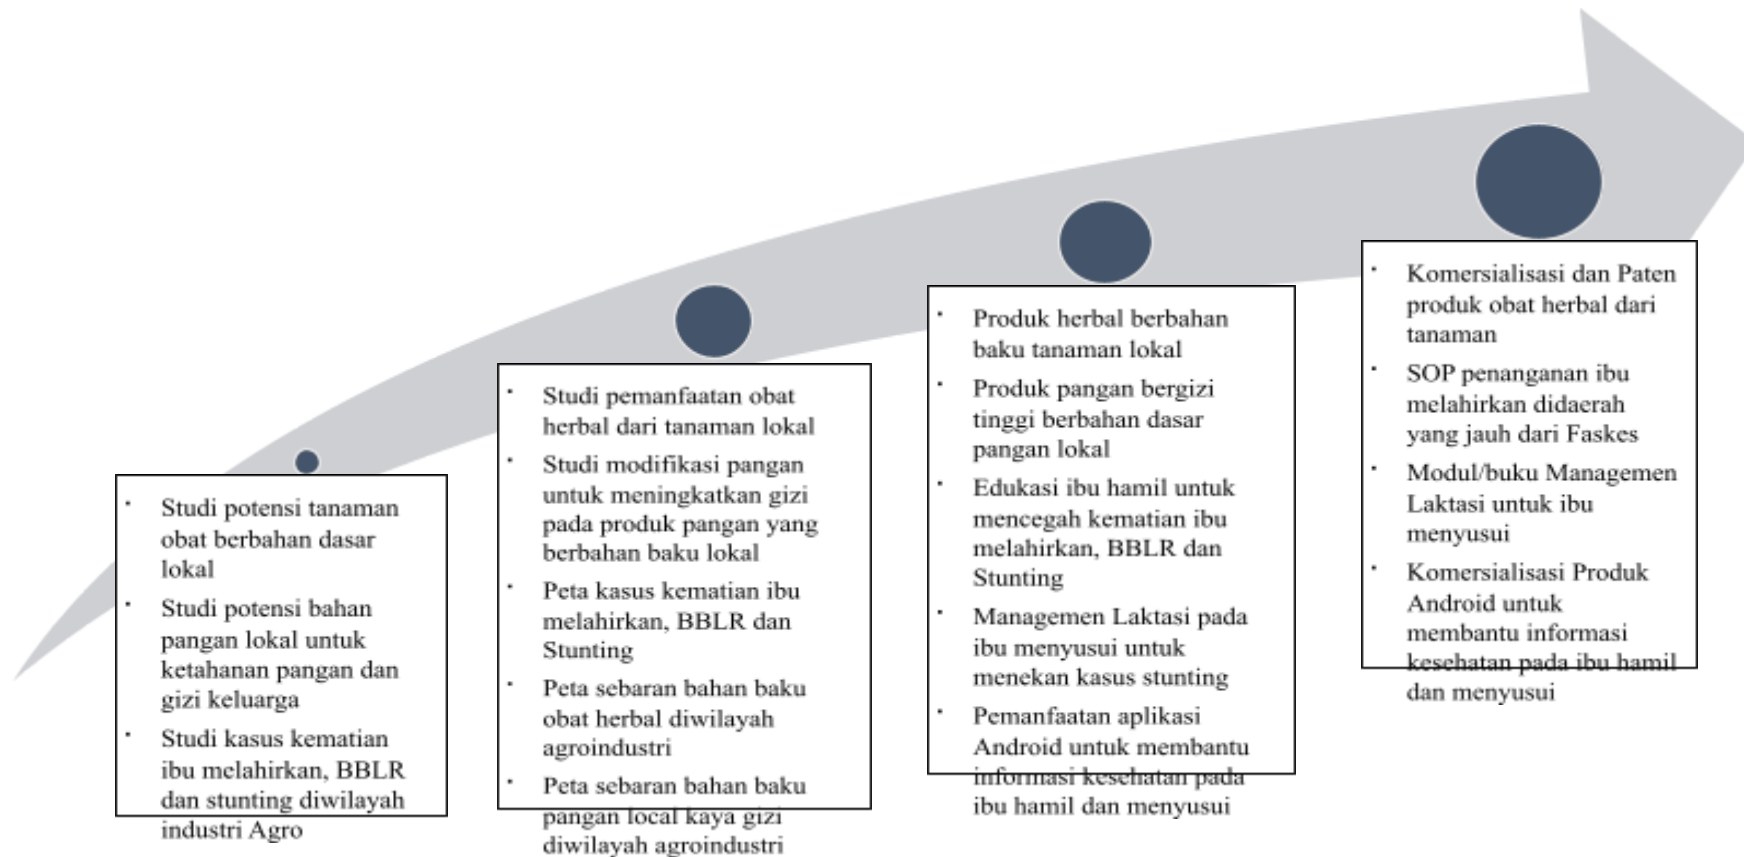 Studi potensi tanaman
obat berbahan dasar
lokal
Studi potensi bahan
pangan lokal untuk
ketahanan pangan dan
gizi keluarga
Studi kasus kematian
ibu melahirkan, BBLR
dan stunting diwilayah
industri Agro
Studi pemanfaatan obat
herbal dari tanaman lokal
Studi modifikasi pangan
untuk meningkatkan gizi
pada produk pangan yang
berbahan baku lokal
Peta kasus kematian ibu
melahirkan, BBLR dan
Stunting
Peta sebaran bahan baku
obat herbal diwilayah
agroindustri
Peta sebaran bahan baku
pangan local kaya gizi
diwilayah agroindustri
Produk herbal berbahan
baku tanaman lokal
Produk pangan bergizi
tinggi berbahan dasar
pangan lokal
Edukasi ibu hamil untuk
mencegah kematian ibu
melahirkan, BBLR dan
Stunting
Managemen Laktasi pada
ibu menyusui untuk
menekan kasus stunting
Pemanfaatan aplikasi
Android untuk membantu
informasi kesehatan pada
ibu hamil dan menyusui
Komersialisasi dan Paten
produk obat herbal dari
tanaman
SOP penanganan ibu
melahirkan didaerah
yang jauh dari Faskes
Modul/buku Managemen
Laktasi untuk ibu
menyusui
Komersialisasi Produk
Android untuk
membantu informasi
kesehatan pada ibu hamil
dan menyusui